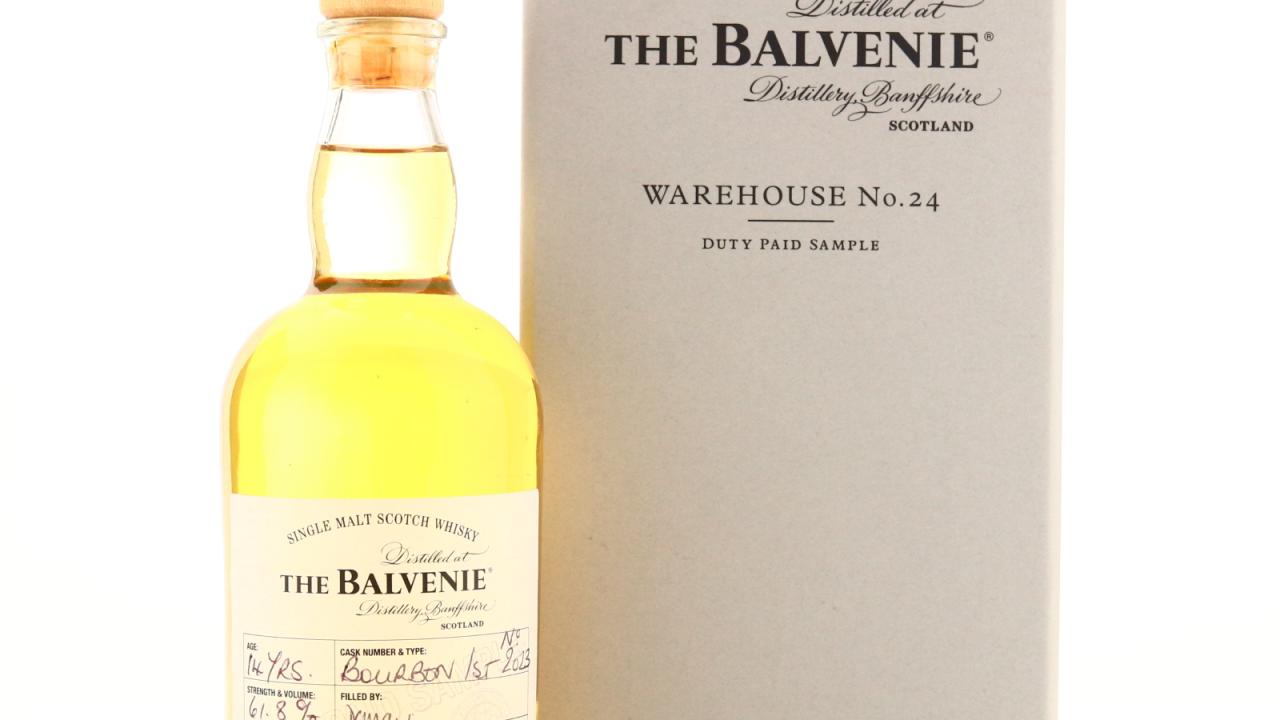 Distilled at
THE BALVENIE®
Distillery, Banffshire
SCOTLAND
WAREHOUSE No.24
DUTY PAID SAMPLE
SINGLE MALT SCOTCH WHISKY
Distilled at
THE BALVENIE®
Distillery, Banffshire
SCOTLAND
AGE:
14 YRS.
CASK NUMBER & TYPE:
Nº
BOURBON 1ST 2023
STRENGTH & VOLUME:
61.8 %
FILLED BY: